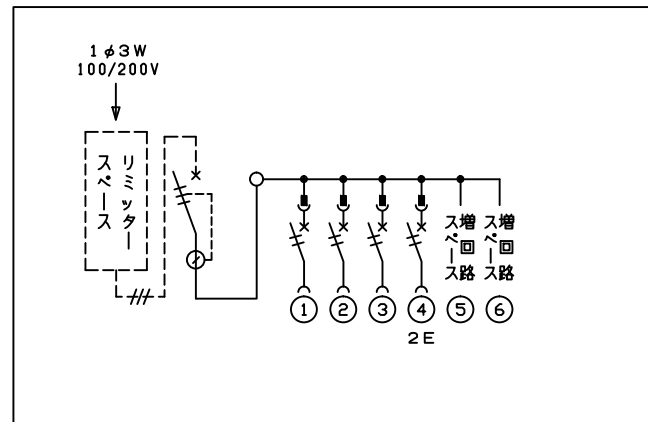 1φ3W
100/200V
リミッター
スペース
増回路
スペース
増回路
スペース
① ② ③ ④ ⑤ ⑥
2E